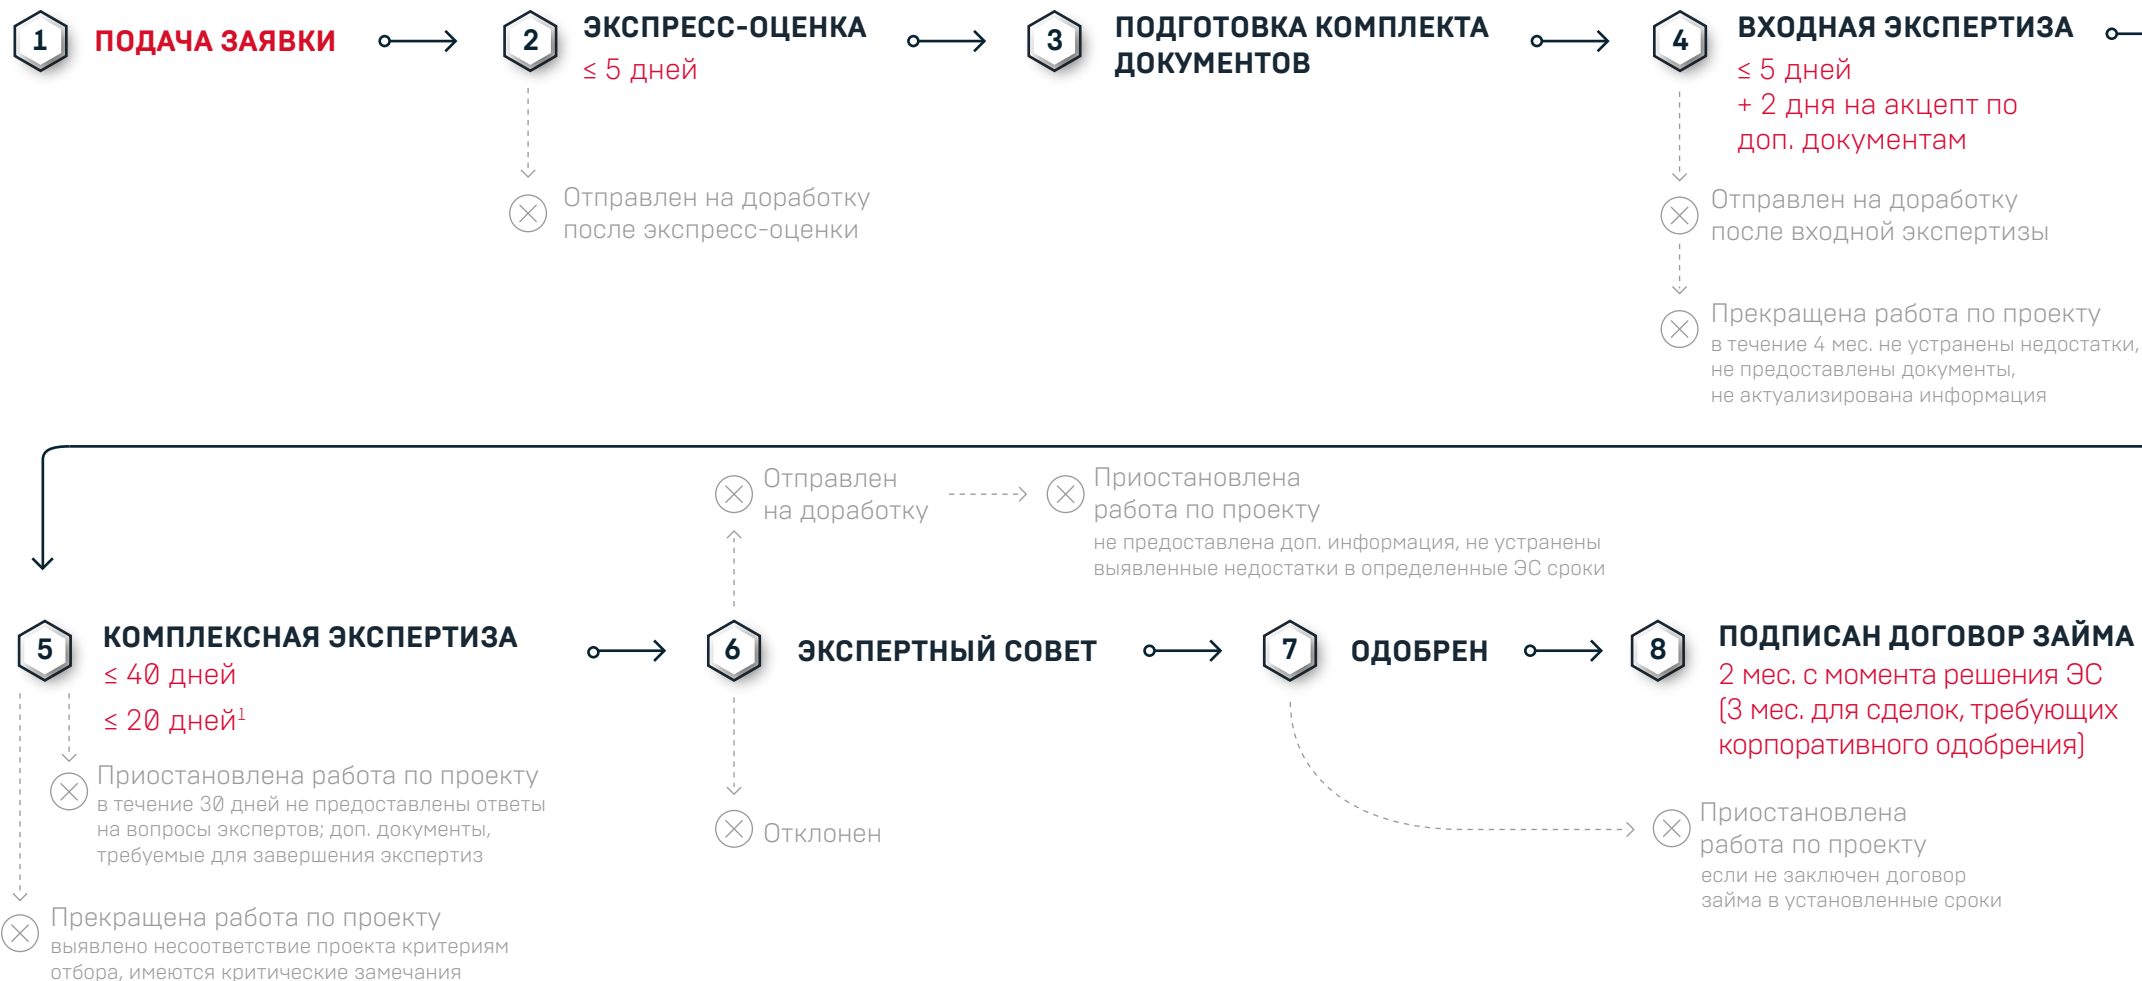 1
ПОДАЧА ЗАЯВКИ
2
ЭКСПРЕСС-ОЦЕНКА
≤ 5 дней
Отправлен на доработку
после экспресс-оценки
3
ПОДГОТОВКА КОМПЛЕКТА
ДОКУМЕНТОВ
4
ВХОДНАЯ ЭКСПЕРТИЗА
≤ 5 дней
+ 2 дня на акцепт по
доп. документам
Отправлен на доработку
после входной экспертизы
Прекращена работа по проекту
в течение 4 мес. не устранены недостатки,
не предоставлены документы,
не актуализирована информация
5
КОМПЛЕКСНАЯ ЭКСПЕРТИЗА
≤ 40 дней
≤ 20 дней¹
Приостановлена работа по проекту
в течение 30 дней не предоставлены ответы
на вопросы экспертов; доп. документы,
требуемые для завершения экспертиз
Прекращена работа по проекту
выявлено несоответствие проекта критериям
отбора, имеются критические замечания
Отправлен
на доработку
Приостановлена
работа по проекту
не предоставлена доп. информация, не устранены
выявленные недостатки в определенные ЭС сроки
6
ЭКСПЕРТНЫЙ СОВЕТ
Отклонен
7
ОДОБРЕН
8
ПОДПИСАН ДОГОВОР ЗАЙМА
2 мес. с момента решения ЭС
(3 мес. для сделок, требующих
корпоративного одобрения)
Приостановлена
работа по проекту
если не заключен договор
займа в установленные сроки